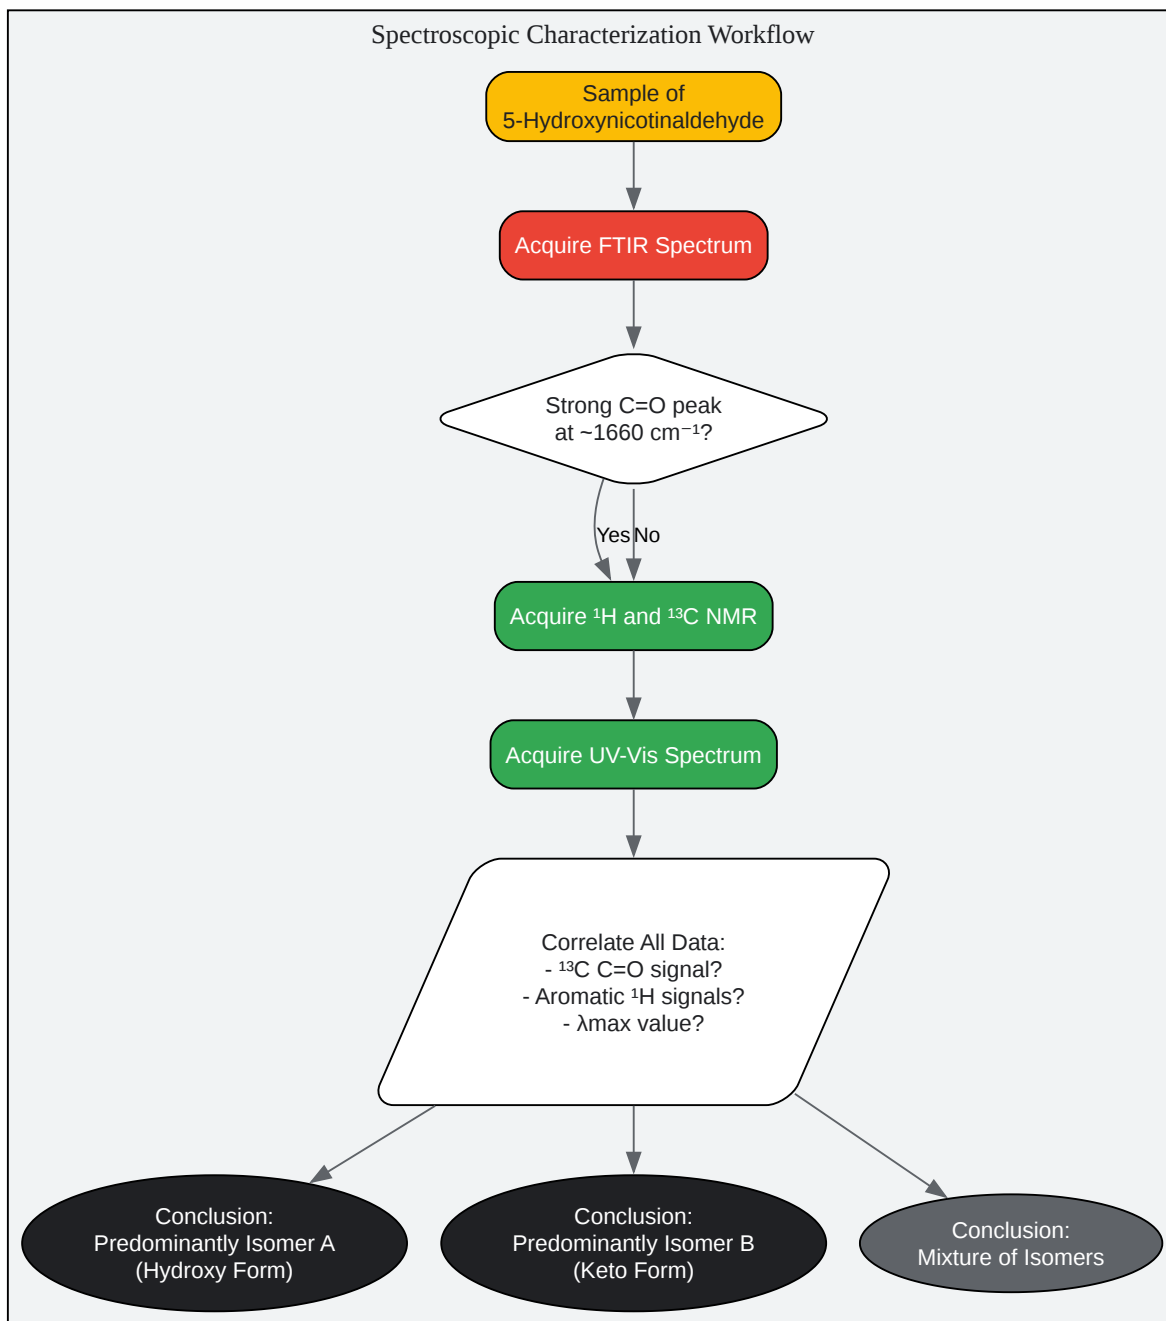 Spectroscopic Characterization Workflow
Sample of
5-Hydroxynicotinaldehyde
Acquire FTIR Spectrum
Strong C=O peak
at ~1660 cm⁻¹?
Yes
No
Acquire ¹H and ¹³C NMR
Acquire UV-Vis Spectrum
Correlate All Data:
- ¹³C C=O signal?
- Aromatic ¹H signals?
- λmax value?
Conclusion:
Predominantly Isomer A
(Hydroxy Form)
Conclusion:
Predominantly Isomer B
(Keto Form)
Conclusion:
Mixture of Isomers